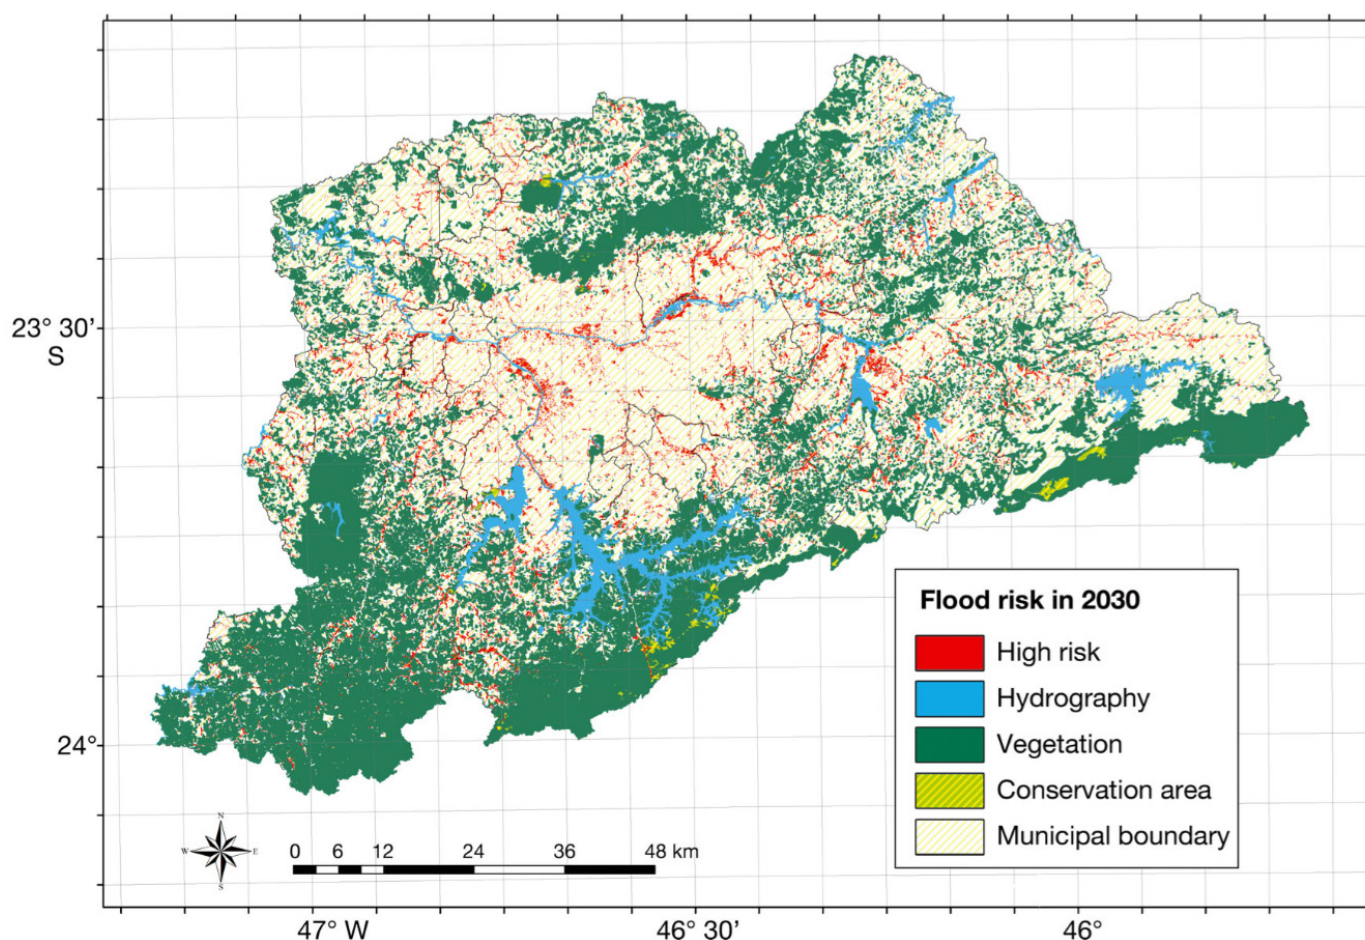 23° 30’
S
24°
Flood risk in 2030
High risk
Hydrography
Vegetation
Conservation area
Municipal boundary
N
W E
S
0 6 12 24 36 48 km
47° W 46° 30’ 46°